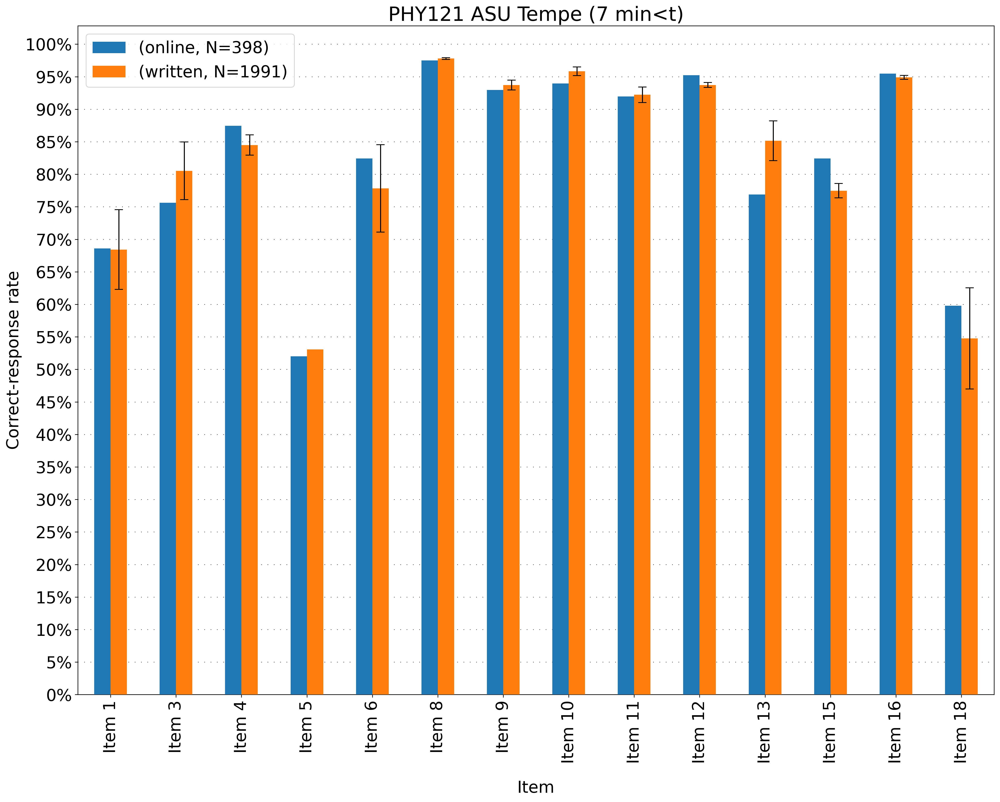 PHY121 ASU Tempe (7 min<t)
(online, N=398)
(written, N=1991)
Correct-response rate
100%
95%
90%
85%
80%
75%
70%
65%
60%
55%
50%
45%
40%
35%
30%
25%
20%
15%
10%
5%
0%
Item 1
Item 3
Item 4
Item 5
Item 6
Item 8
Item 9
Item 10
Item 11
Item 12
Item 13
Item 15
Item 16
Item 18
Item